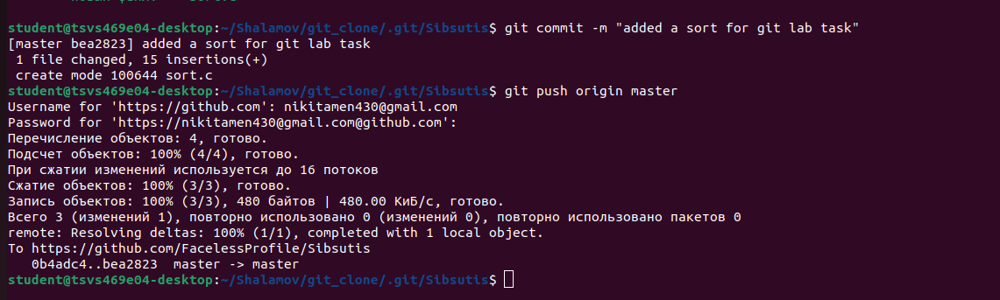 student@tsvs469e04-desktop:~/Shalamov/git_clone/.git/Sibsutis$ git commit -m "added a sort for git lab task"
[master bea2823] added a sort for git lab task
 1 file changed, 15 insertions(+)
 create mode 100644 sort.c
student@tsvs469e04-desktop:~/Shalamov/git_clone/.git/Sibsutis$ git push origin master
Username for 'https://github.com': nikitamen430@gmail.com
Password for 'https://nikitamen430@gmail.com@github.com':
Перечисление объектов: 4, готово.
Подсчет объектов: 100% (4/4), готово.
При сжатии изменений используется до 16 потоков
Сжатие объектов: 100% (3/3), готово.
Запись объектов: 100% (3/3), 480 байтов | 480.00 КиБ/с, готово.
Всего 3 (изменений 1), повторно использовано 0 (изменений 0), повторно использовано пакетов 0
remote: Resolving deltas: 100% (1/1), completed with 1 local object.
To https://github.com/FacelessProfile/Sibsutis
   0b4adc4..bea2823  master -> master
student@tsvs469e04-desktop:~/Shalamov/git_clone/.git/Sibsutis$